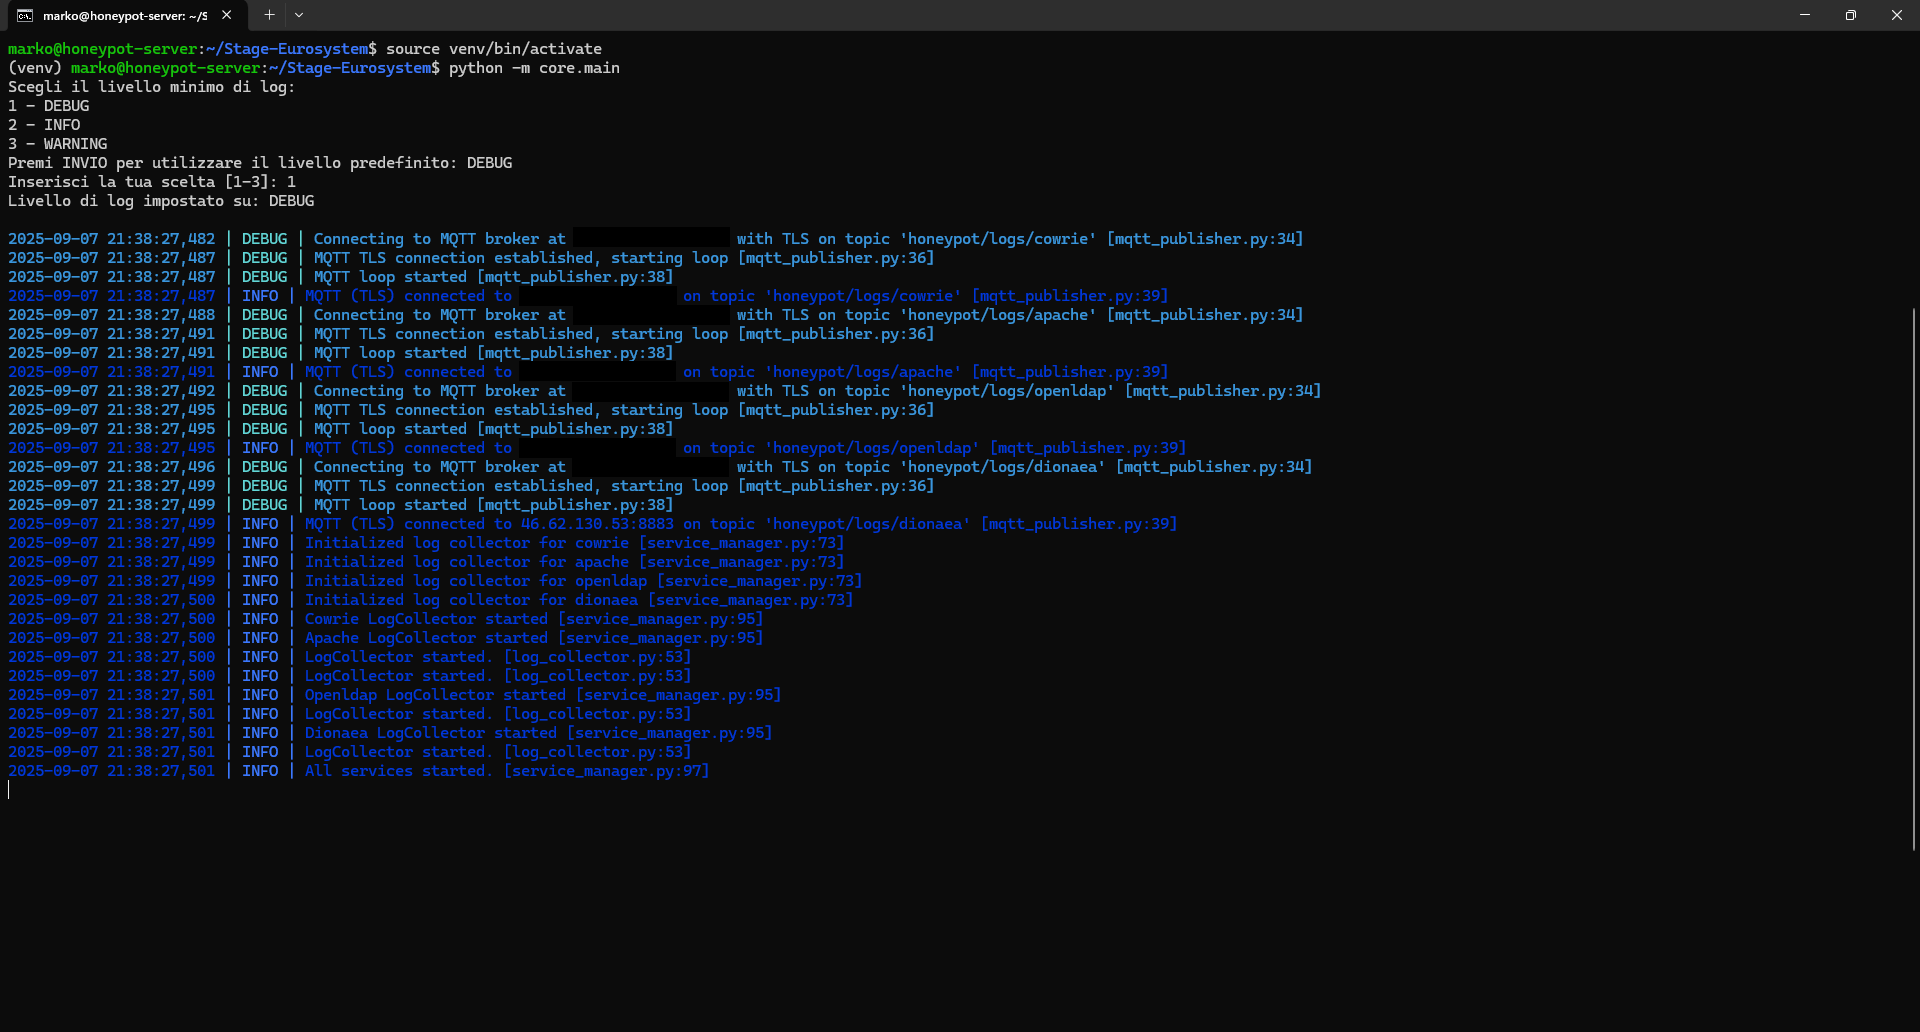 marko@honeypot-server: ~/S
marko@honeypot-server:~/Stage-Eurosystem$ source venv/bin/activate
(venv) marko@honeypot-server:~/Stage-Eurosystem$ python -m core.main
Scegli il livello minimo di log:
1 - DEBUG
2 - INFO
3 - WARNING
Premi INVIO per utilizzare il livello predefinito: DEBUG
Inserisci la tua scelta [1-3]: 1
Livello di log impostato su: DEBUG
2025-09-07 21:38:27,482 | DEBUG | Connecting to MQTT broker at with TLS on topic 'honeypot/logs/cowrie' [mqtt_publisher.py:34]
2025-09-07 21:38:27,487 | DEBUG | MQTT TLS connection established, starting loop [mqtt_publisher.py:36]
2025-09-07 21:38:27,487 | DEBUG | MQTT loop started [mqtt_publisher.py:38]
2025-09-07 21:38:27,487 | INFO | MQTT (TLS) connected to on topic 'honeypot/logs/cowrie' [mqtt_publisher.py:39]
2025-09-07 21:38:27,488 | DEBUG | Connecting to MQTT broker at with TLS on topic 'honeypot/logs/apache' [mqtt_publisher.py:34]
2025-09-07 21:38:27,491 | DEBUG | MQTT TLS connection established, starting loop [mqtt_publisher.py:36]
2025-09-07 21:38:27,491 | DEBUG | MQTT loop started [mqtt_publisher.py:38]
2025-09-07 21:38:27,491 | INFO | MQTT (TLS) connected to on topic 'honeypot/logs/apache' [mqtt_publisher.py:39]
2025-09-07 21:38:27,492 | DEBUG | Connecting to MQTT broker at with TLS on topic 'honeypot/logs/openldap' [mqtt_publisher.py:34]
2025-09-07 21:38:27,495 | DEBUG | MQTT TLS connection established, starting loop [mqtt_publisher.py:36]
2025-09-07 21:38:27,495 | DEBUG | MQTT loop started [mqtt_publisher.py:38]
2025-09-07 21:38:27,495 | INFO | MQTT (TLS) connected to on topic 'honeypot/logs/openldap' [mqtt_publisher.py:39]
2025-09-07 21:38:27,496 | DEBUG | Connecting to MQTT broker at with TLS on topic 'honeypot/logs/dionaea' [mqtt_publisher.py:34]
2025-09-07 21:38:27,499 | DEBUG | MQTT TLS connection established, starting loop [mqtt_publisher.py:36]
2025-09-07 21:38:27,499 | DEBUG | MQTT loop started [mqtt_publisher.py:38]
2025-09-07 21:38:27,499 | INFO | MQTT (TLS) connected to 46.62.130.53:8883 on topic 'honeypot/logs/dionaea' [mqtt_publisher.py:39]
2025-09-07 21:38:27,499 | INFO | Initialized log collector for cowrie [service_manager.py:73]
2025-09-07 21:38:27,499 | INFO | Initialized log collector for apache [service_manager.py:73]
2025-09-07 21:38:27,499 | INFO | Initialized log collector for openldap [service_manager.py:73]
2025-09-07 21:38:27,500 | INFO | Initialized log collector for dionaea [service_manager.py:73]
2025-09-07 21:38:27,500 | INFO | Cowrie LogCollector started [service_manager.py:95]
2025-09-07 21:38:27,500 | INFO | Apache LogCollector started [service_manager.py:95]
2025-09-07 21:38:27,500 | INFO | LogCollector started. [log_collector.py:53]
2025-09-07 21:38:27,500 | INFO | LogCollector started. [log_collector.py:53]
2025-09-07 21:38:27,501 | INFO | Openldap LogCollector started [service_manager.py:95]
2025-09-07 21:38:27,501 | INFO | LogCollector started. [log_collector.py:53]
2025-09-07 21:38:27,501 | INFO | Dionaea LogCollector started [service_manager.py:95]
2025-09-07 21:38:27,501 | INFO | LogCollector started. [log_collector.py:53]
2025-09-07 21:38:27,501 | INFO | All services started. [service_manager.py:97]